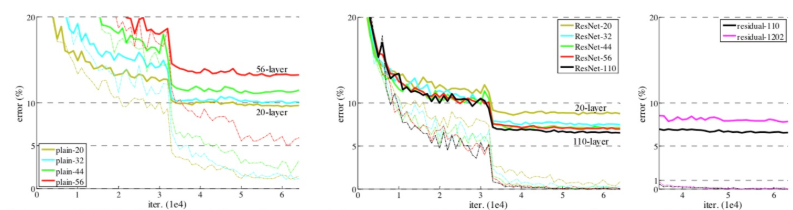 20
10
5
0
error (%)
0 1 2 3 4 5 6
iter. (1e4)
56-layer
20-layer
plain-20
plain-32
plain-44
plain-56
20
10
5
0
error (%)
0 1 2 3 4 5 6
iter. (1e4)
ResNet-20
ResNet-32
ResNet-44
ResNet-56
ResNet-110
20-layer
110-layer
20
10
5
1
0
error (%)
4 5 6
iter. (1e4)
residual-110
residual-1202